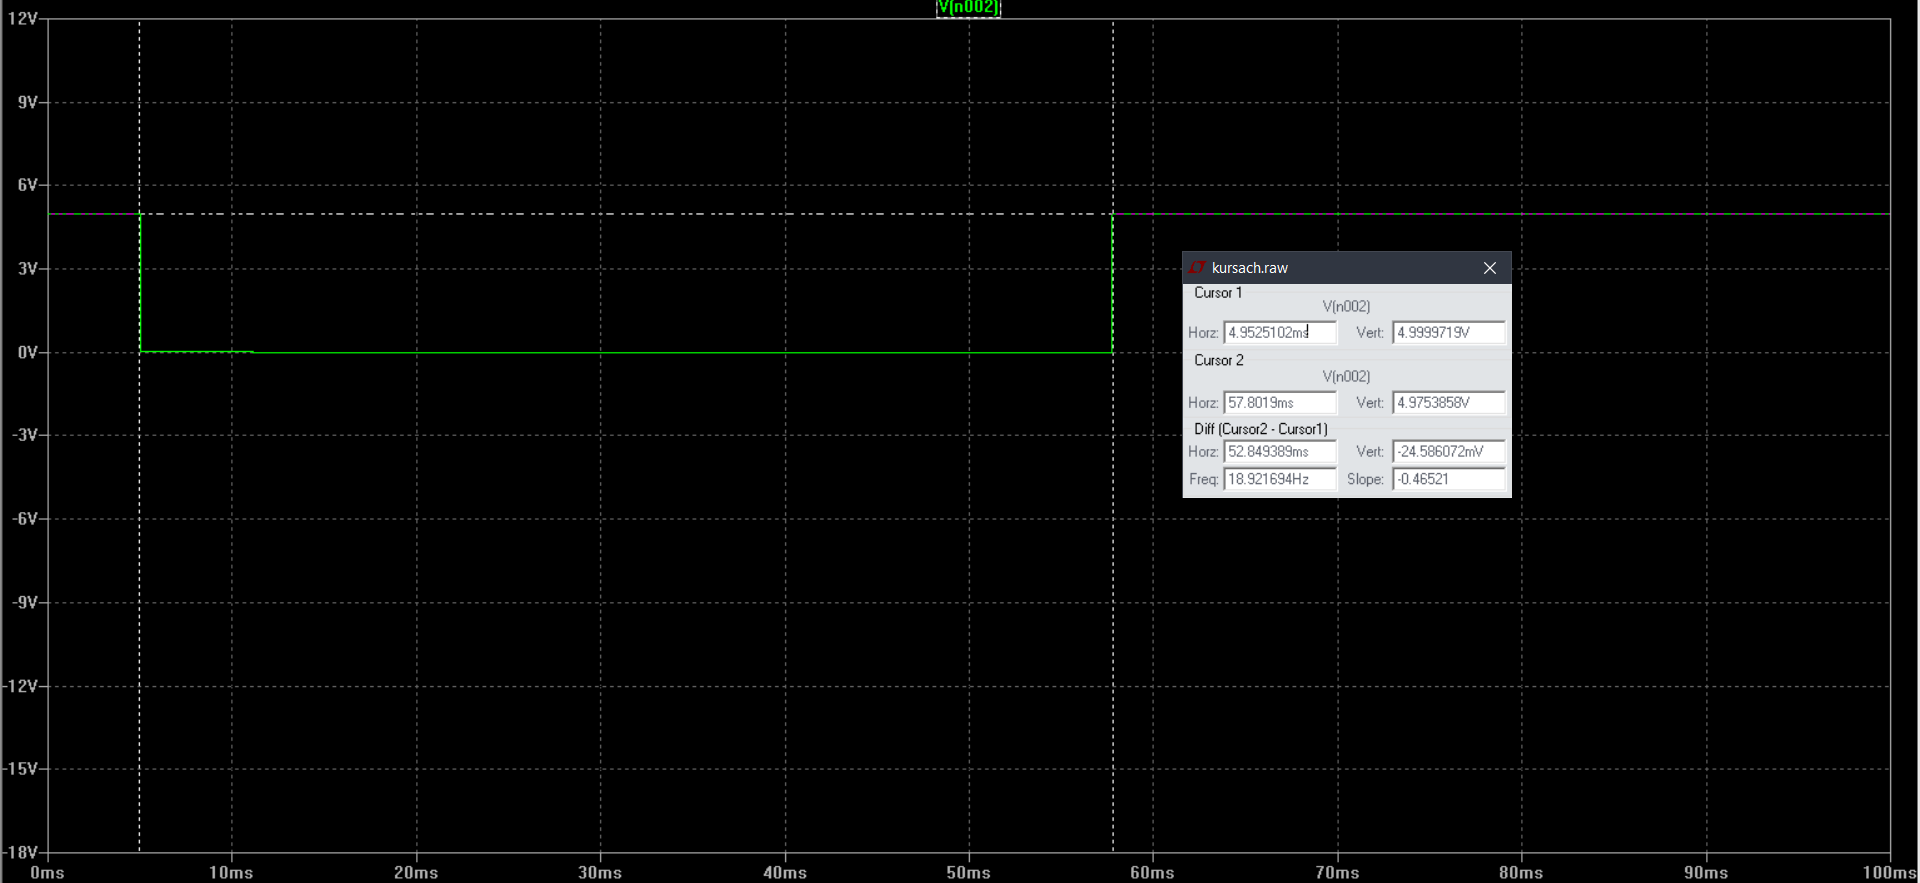 V(n002)
12V
9V
6V
3V
0V
-3V
-6V
-9V
-12V
-15V
-18V
0ms 10ms 20ms 30ms 40ms 50ms 60ms 70ms 80ms 90ms 100ms
kursach.raw
Cursor 1
V(n002)
Horz: 4.9525102ms Vert: 4.9999719V
Cursor 2
V(n002)
Horz: 57.8019ms Vert: 4.9753858V
Diff (Cursor2 - Cursor1)
Horz: 52.849389ms Vert: -24.586072mV
Freq: 18.921694Hz Slope: -0.46521